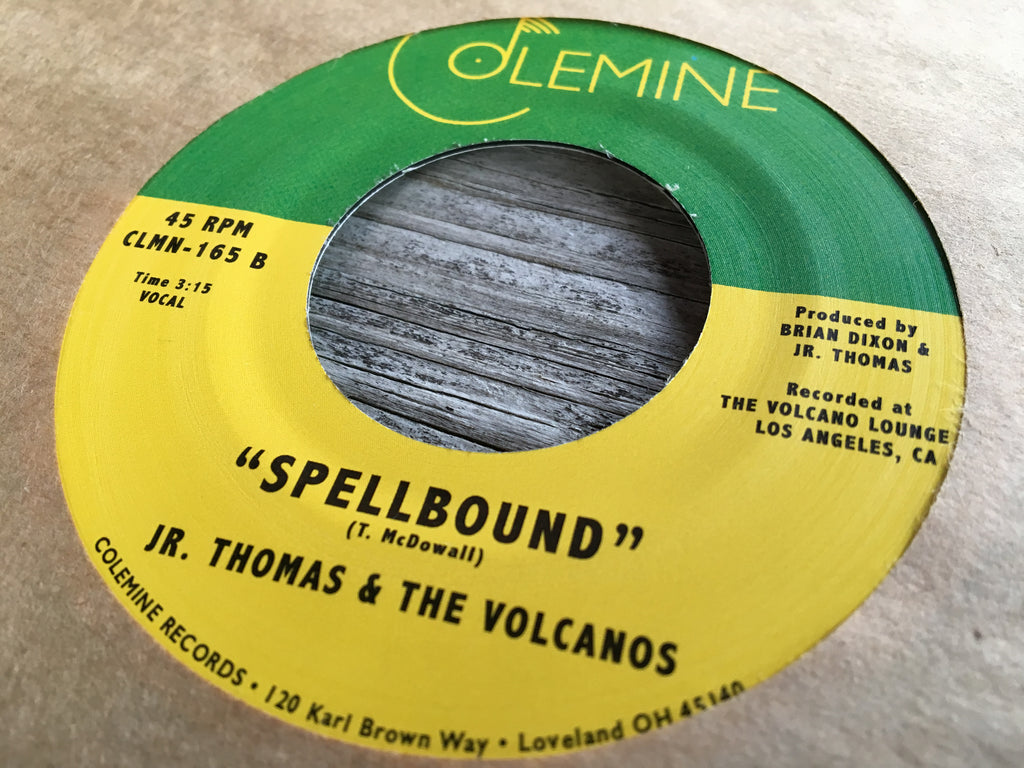 COLEMINE
45 RPM
CLMN-165 B
Time 3:15
VOCAL
Produced by
BRIAN DIXON &
JR. THOMAS
Recorded at
THE VOLCANO LOUNGE
LOS ANGELES, CA
"SPELLBOUND"
(T. McDowall)
JR. THOMAS & THE VOLCANOS
COLEMINE RECORDS • 120 Karl Brown Way • Loveland OH 45140